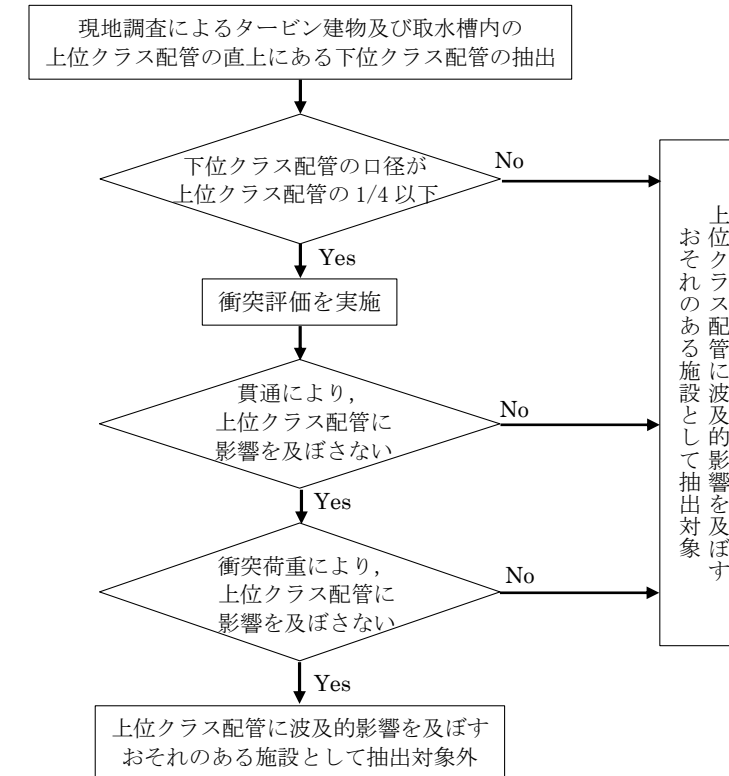 現地調査によるタービン建物及び取水槽内の
上位クラス配管の直上にある下位クラス配管の抽出
下位クラス配管の口径が
上位クラス配管の 1/4 以下
No
Yes
衝突評価を実施
貫通により,
上位クラス配管に
影響を及ぼさない
No
Yes
衝突荷重により,
上位クラス配管に
影響を及ぼさない
No
Yes
上位クラス配管に波及的影響を及ぼす
おそれのある施設として抽出対象外
上位クラス配管に波及的影響を及ぼす
おそれのある施設として抽出対象